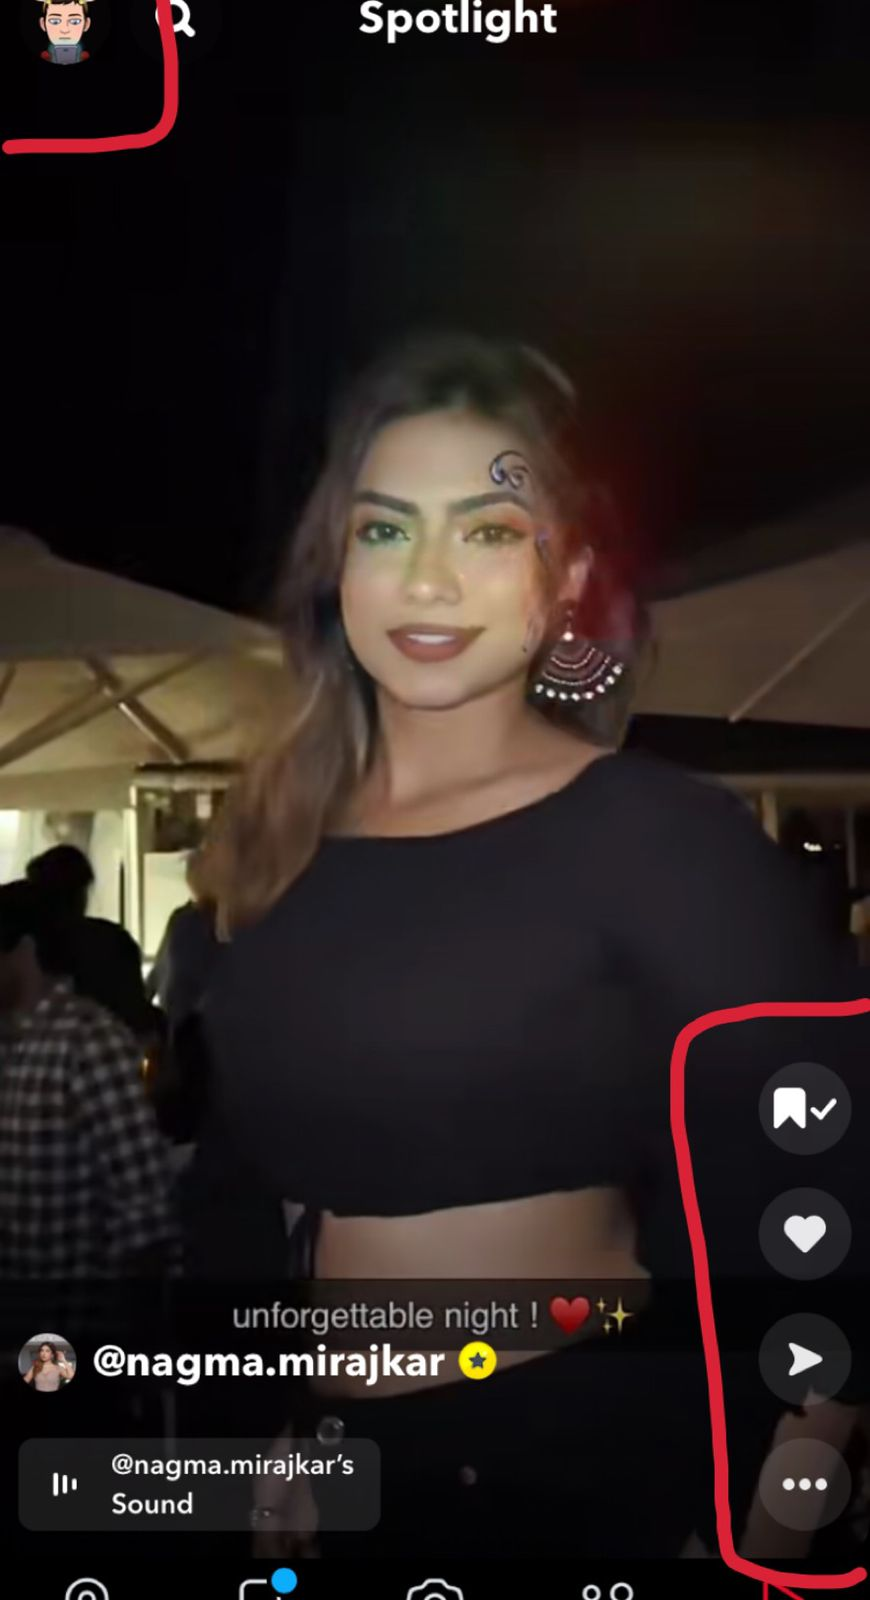 Spotlight
unforgettable night ! ❤️✨
@nagma.mirajkar
@nagma.mirajkar’s
Sound